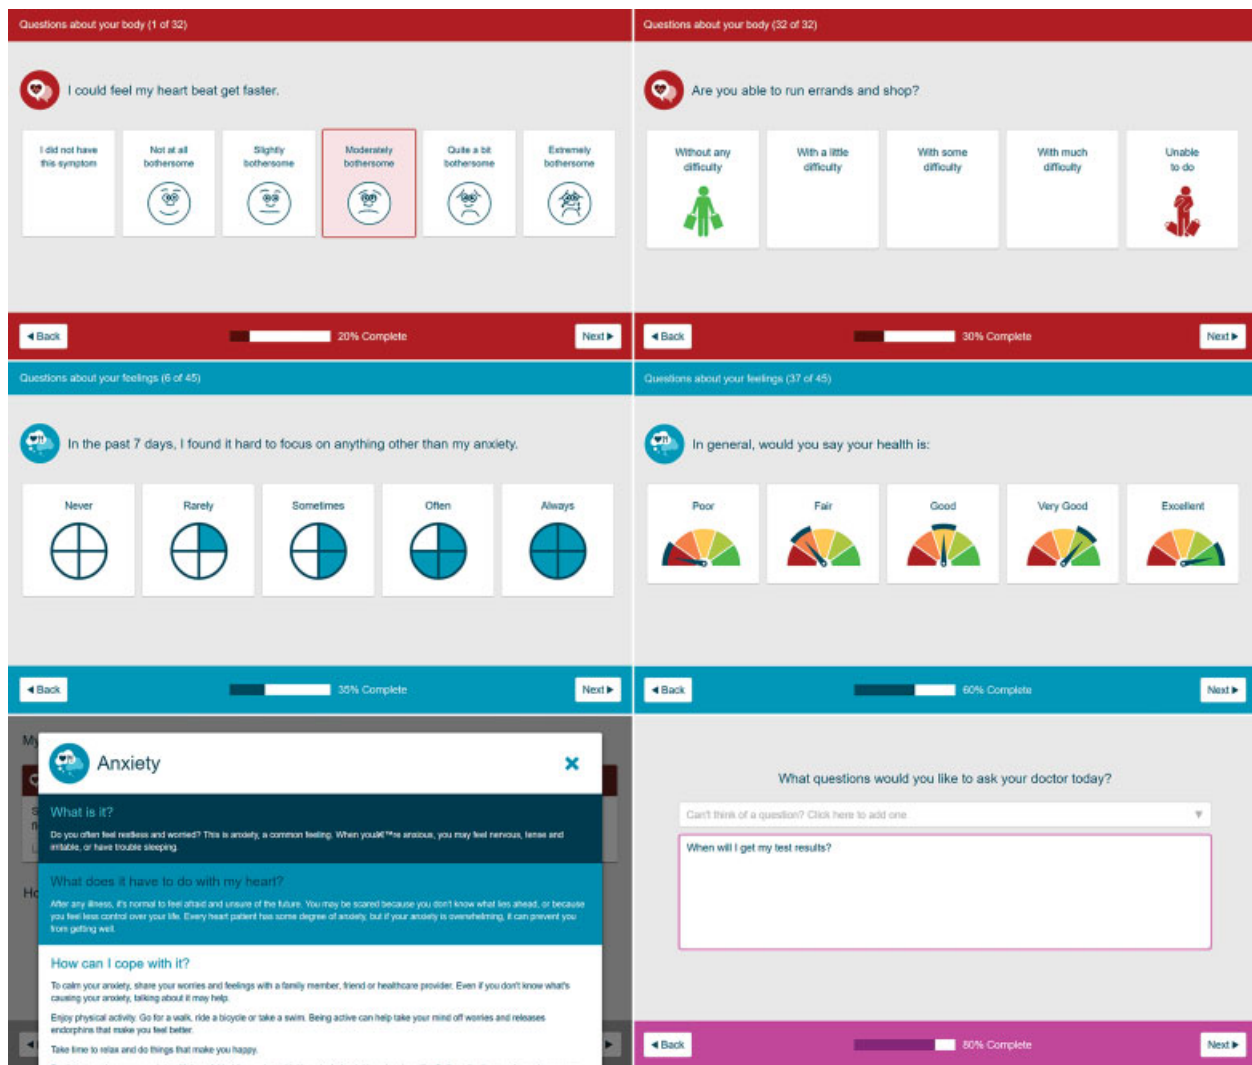 Questions about your body (1 of 32)
I could feel my heart beat get faster.
I did not have
this symptom
Not at all
bothersome
Slightly
bothersome
Moderately
bothersome
Quite a bit
bothersome
Extremely
bothersome
◄ Back
20% Complete
Next ►
Questions about your body (32 of 32)
Are you able to run errands and shop?
Without any
difficulty
With a little
difficulty
With some
difficulty
With much
difficulty
Unable
to do
◄ Back
30% Complete
Next ►
Questions about your feelings (6 of 45)
In the past 7 days, I found it hard to focus on anything other than my anxiety.
Never
Rarely
Sometimes
Often
Always
◄ Back
35% Complete
Next ►
Questions about your feelings (37 of 45)
In general, would you say your health is:
Poor
Fair
Good
Very Good
Excellent
◄ Back
60% Complete
Next ►
My
Anxiety
What is it?
Do you often feel restless and worried? This is anxiety, a common feeling. When youâ€™re anxious, you may feel nervous, tense and
irritable, or have trouble sleeping.
What does it have to do with my heart?
After any illness, it's normal to feel afraid and unsure of the future. You may be scared because you don't know what lies ahead, or because
you feel less control over your life. Every heart patient has some degree of anxiety, but if your anxiety is overwhelming, it can prevent you
from getting well.
How can I cope with it?
To calm your anxiety, share your worries and feelings with a family member, friend or healthcare provider. Even if you don't know what's
causing your anxiety, talking about it may help.
Enjoy physical activity. Go for a walk, ride a bicycle or take a swim. Being active can help take your mind off worries and releases
endorphins that make you feel better.
Take time to relax and do things that make you happy.
What questions would you like to ask your doctor today?
Can't think of a question? Click here to add one
When will I get my test results?
◄ Back
80% Complete
Next ►